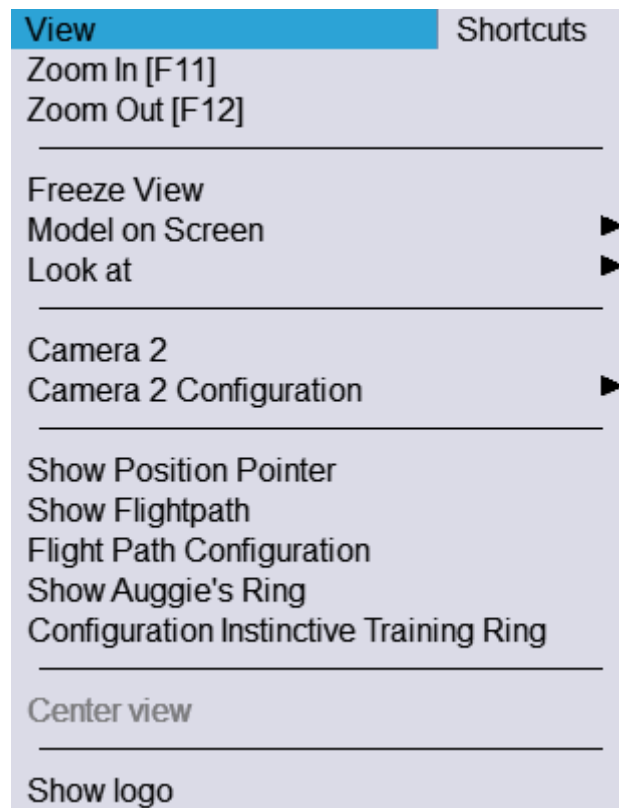 View Shortcuts
Zoom In [F11]
Zoom Out [F12]
Freeze View
Model on Screen
Look at
Camera 2
Camera 2 Configuration
Show Position Pointer
Show Flightpath
Flight Path Configuration
Show Auggie's Ring
Configuration Instinctive Training Ring
Center view
Show logo